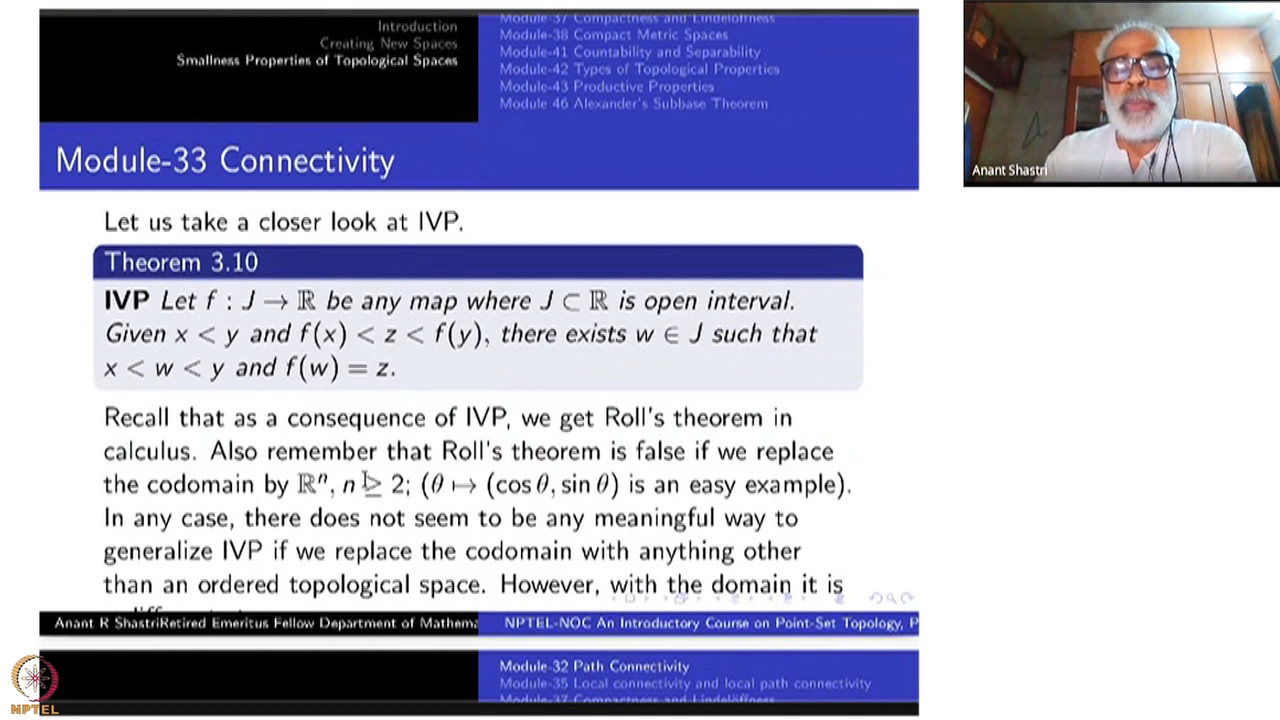 Introduction
Creating New Spaces
Smallness Properties of Topological Spaces
Module-37 Compactness and Lindelöffness
Module-38 Compact Metric Spaces
Module-41 Countability and Separability
Module-42 Types of Topological Properties
Module-43 Productive Properties
Module 46 Alexander's Subbase Theorem
Module-33 Connectivity
Anant Shastri
Let us take a closer look at IVP.
Theorem 3.10
IVP Let f : J → ℝ be any map where J ⊂ ℝ is open interval.
Given x < y and f(x) < z < f(y), there exists w ∈ J such that
x < w < y and f(w) = z.
Recall that as a consequence of IVP, we get Roll's theorem in
calculus. Also remember that Roll's theorem is false if we replace
the codomain by ℝⁿ, n ≥ 2; (θ ↦ (cos θ, sin θ) is an easy example).
In any case, there does not seem to be any meaningful way to
generalize IVP if we replace the codomain with anything other
than an ordered topological space. However, with the domain it is
Anant R ShastriRetired Emeritus Fellow Department of Mathema
NPTEL-NOC An Introductory Course on Point-Set Topology, P
Module-32 Path Connectivity
Module-35 Local connectivity and local path connectivity
Module-37 Compactness and Lindelöffness
NPTEL